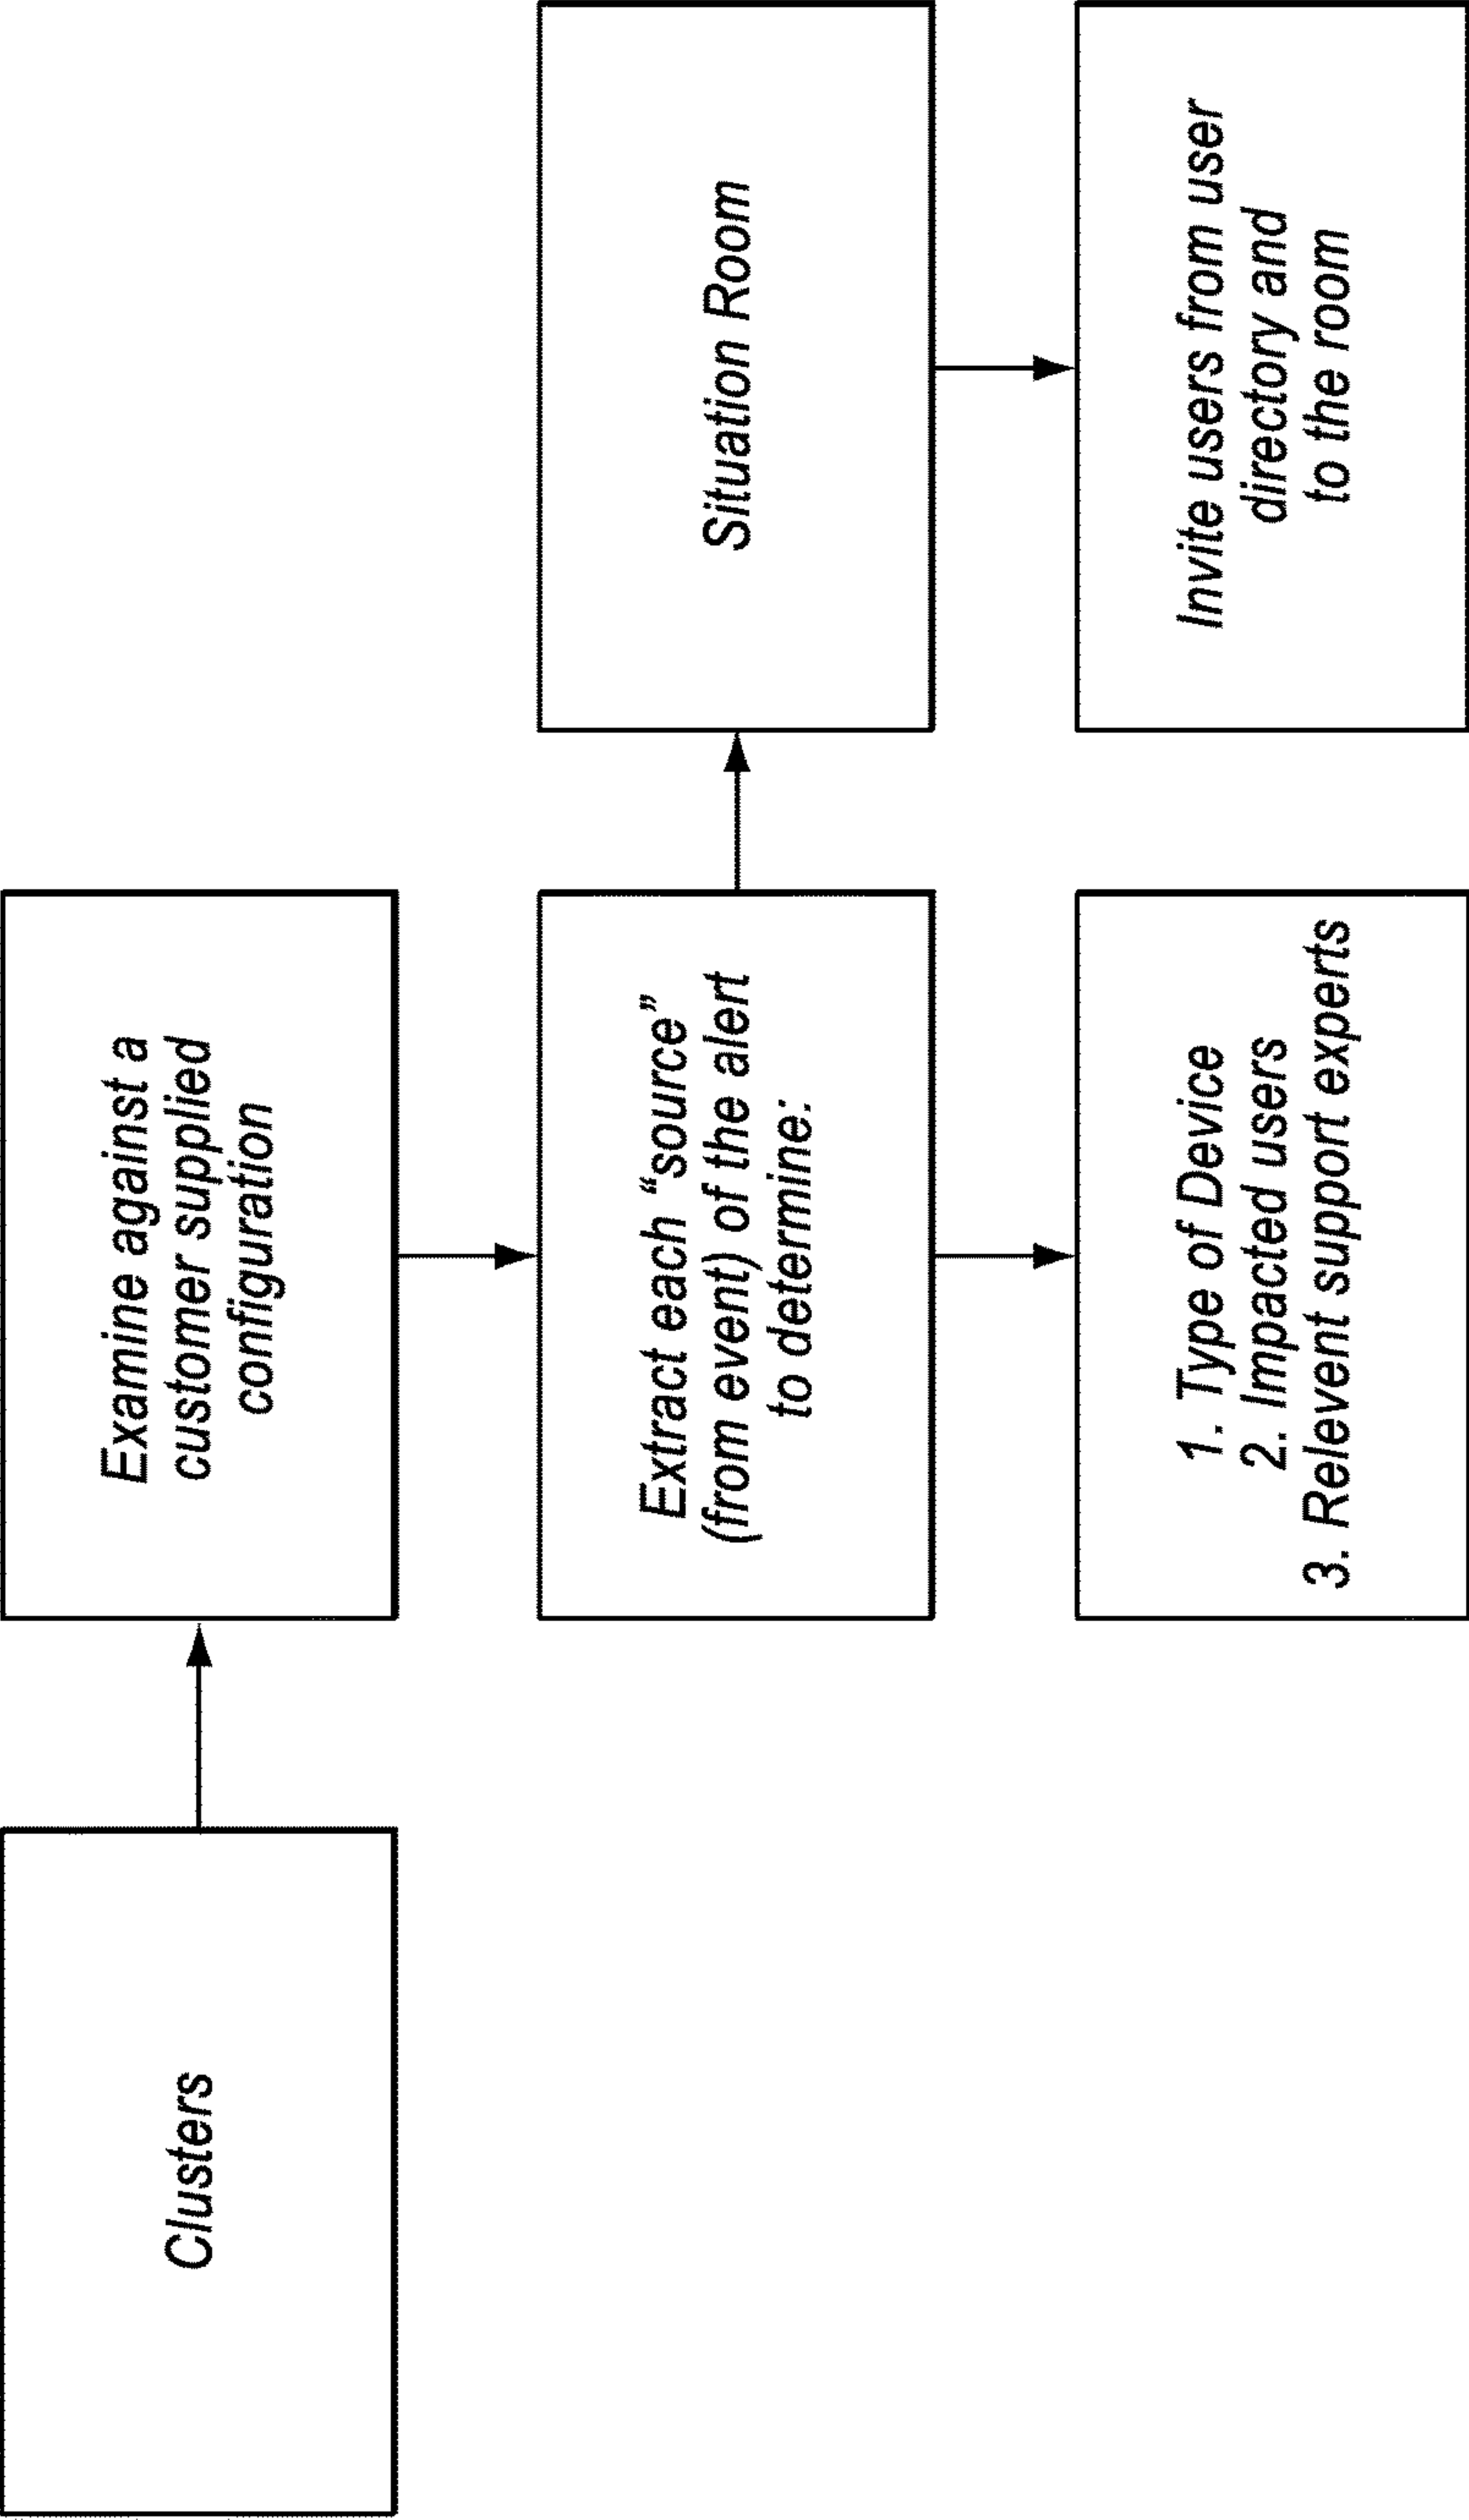 Clusters
Examine against a
customer supplied
configuration
Extract each “source”
(from event) of the alert
to determine:
Situation Room
1. Type of Device
2. Impacted users
3. Relevent support experts
Invite users from user
directory and
to the room